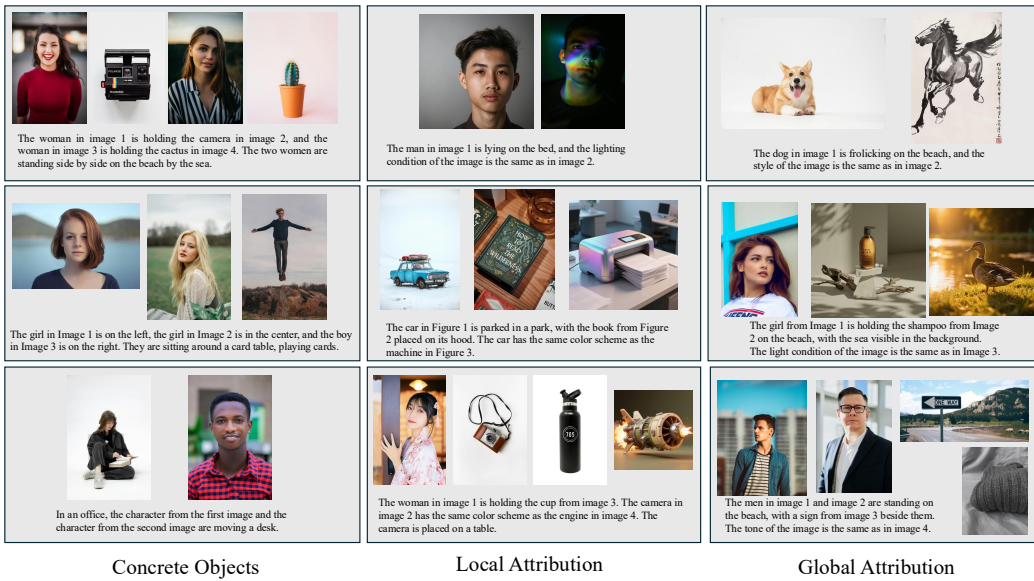 The woman in image 1 is holding the camera in image 2, and the
woman in image 3 is holding the cactus in image 4. The two women are
standing side by side on the beach by the sea.
The man in image 1 is lying on the bed, and the lighting
condition of the image is the same as in image 2.
The dog in image 1 is frolicking on the beach, and the
style of the image is the same as in image 2.
The girl in Image 1 is on the left, the girl in Image 2 is in the center, and the boy
in Image 3 is on the right. They are sitting around a card table, playing cards.
HOW TO
READ
THE
WILDERNESS
The car in Figure 1 is parked in a park, with the book from Figure
2 placed on its hood. The car has the same color scheme as the
machine in Figure 3.
The girl from Image 1 is holding the shampoo from Image
2 on the beach, with the sea visible in the background.
The light condition of the image is the same as in Image 3.
In an office, the character from the first image and the
character from the second image are moving a desk.
705
The woman in image 1 is holding the cup from image 3. The camera in
image 2 has the same color scheme as the engine in image 4. The
camera is placed on a table.
ONE WAY
The men in image 1 and image 2 are standing on
the beach, with a sign from image 3 beside them.
The tone of the image is the same as in image 4.
Concrete Objects
Local Attribution
Global Attribution